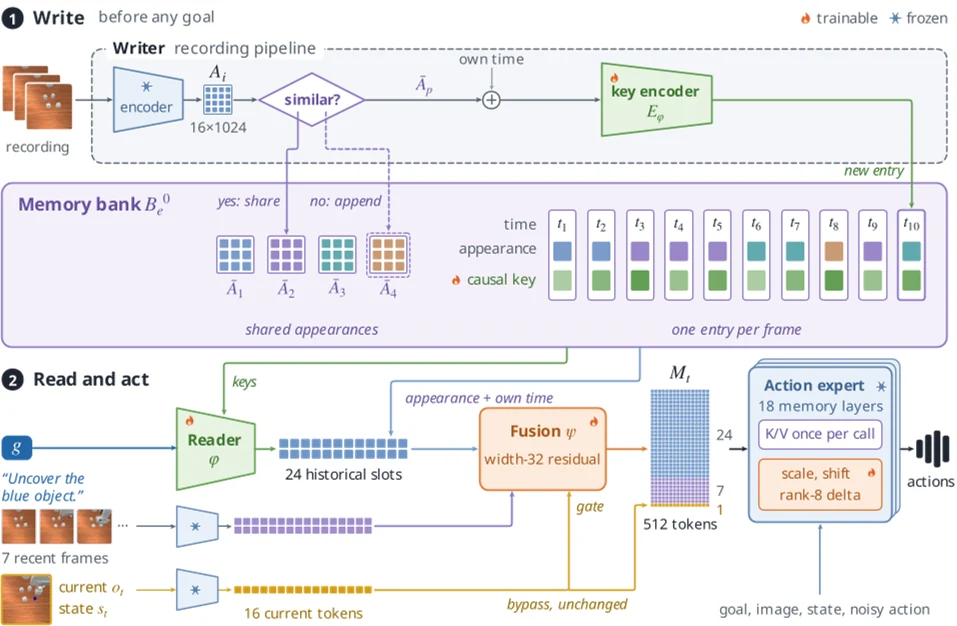 1 Write before any goal
trainable frozen
Writer recording pipeline
encoder
A_i
16×1024
similar?
Ā_p
own time
+
key encoder
E_φ
recording
new entry
Memory bank B_e^0
yes: share
no: append
Ā_1
Ā_2
Ā_3
Ā_4
shared appearances
time
t_1 t_2 t_3 t_4 t_5 t_6 t_7 t_8 t_9 t_10
appearance
causal key
one entry per frame
2 Read and act
keys
appearance + own time
M_t
g
Reader
φ
24 historical slots
Fusion ψ
width-32 residual
24
7
1
512 tokens
Action expert
18 memory layers
K/V once per call
scale, shift
rank-8 delta
actions
“Uncover the
blue object.”
...
7 recent frames
gate
current o_t
state s_t
16 current tokens
bypass, unchanged
goal, image, state, noisy action